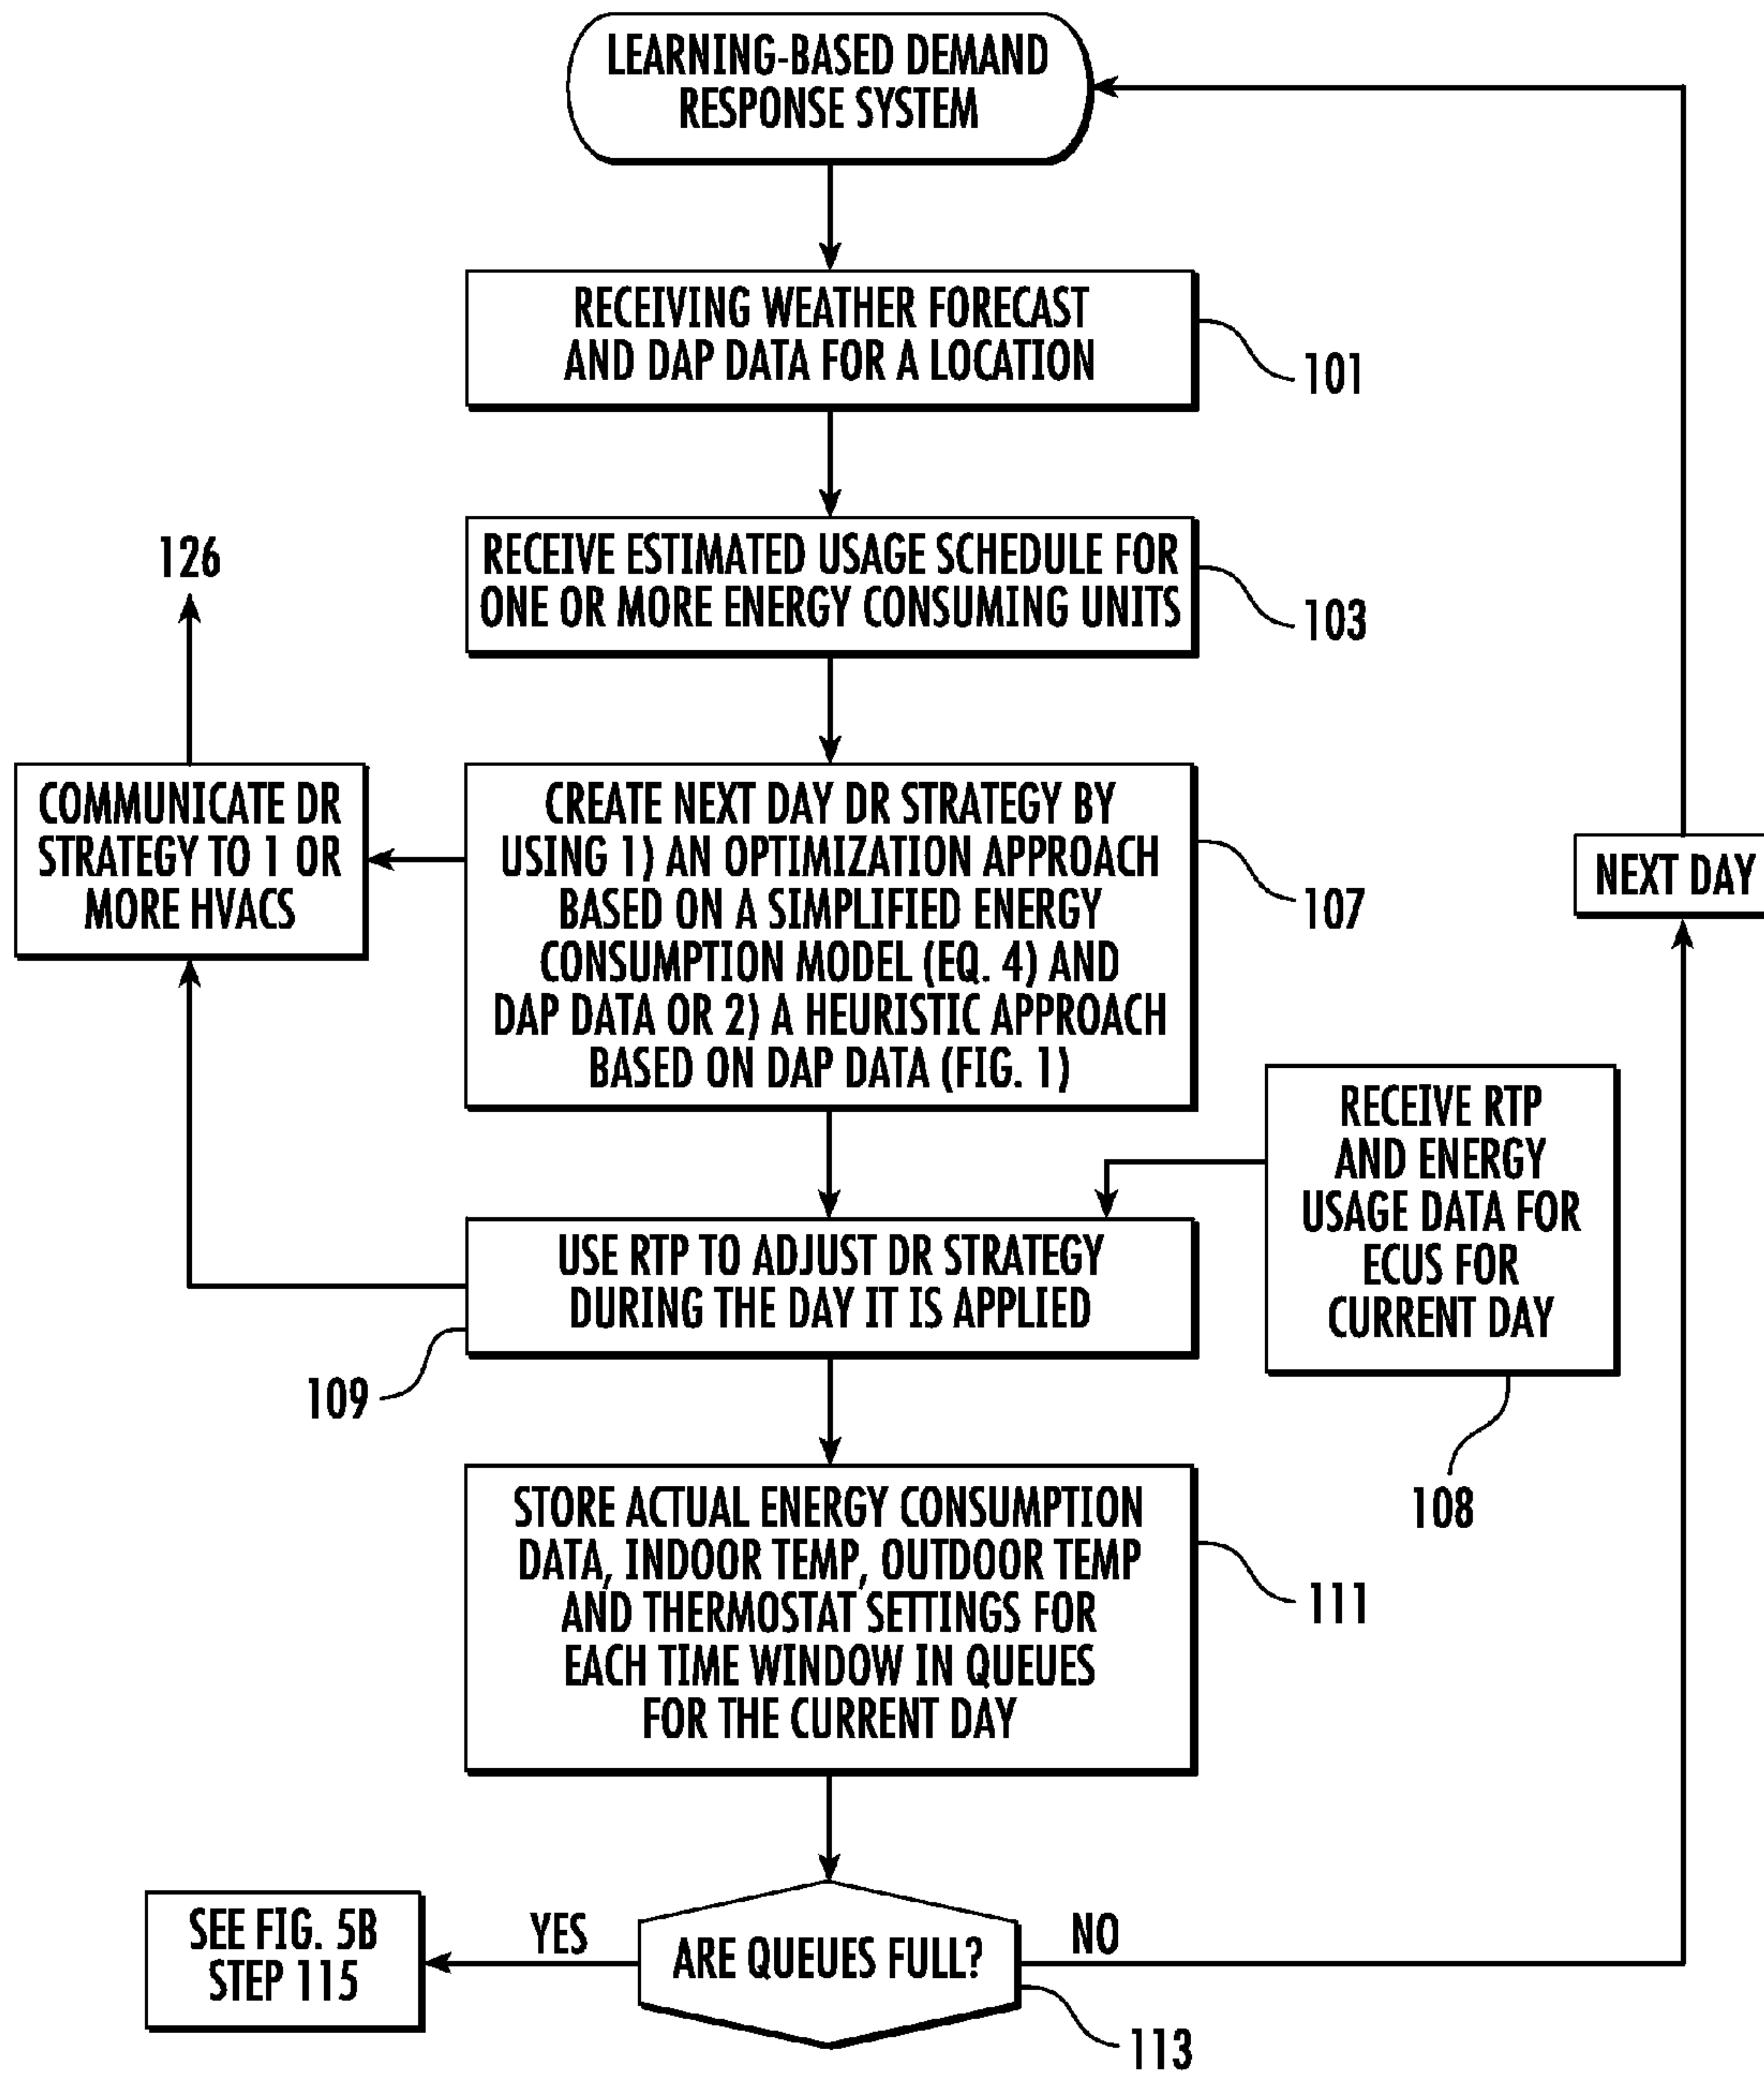 LEARNING-BASED DEMAND
RESPONSE SYSTEM
RECEIVING WEATHER FORECAST
AND DAP DATA FOR A LOCATION
101
RECEIVE ESTIMATED USAGE SCHEDULE FOR
ONE OR MORE ENERGY CONSUMING UNITS
103
126
COMMUNICATE DR
STRATEGY TO 1 OR
MORE HVACS
CREATE NEXT DAY DR STRATEGY BY
USING 1) AN OPTIMIZATION APPROACH
BASED ON A SIMPLIFIED ENERGY
CONSUMPTION MODEL (EQ. 4) AND
DAP DATA OR 2) A HEURISTIC APPROACH
BASED ON DAP DATA (FIG. 1)
107
NEXT DAY
RECEIVE RTP
AND ENERGY
USAGE DATA FOR
ECUS FOR
CURRENT DAY
108
USE RTP TO ADJUST DR STRATEGY
DURING THE DAY IT IS APPLIED
109
STORE ACTUAL ENERGY CONSUMPTION
DATA, INDOOR TEMP, OUTDOOR TEMP
AND THERMOSTAT SETTINGS FOR
EACH TIME WINDOW IN QUEUES
FOR THE CURRENT DAY
111
ARE QUEUES FULL?
113
YES
NO
SEE FIG. 5B
STEP 115